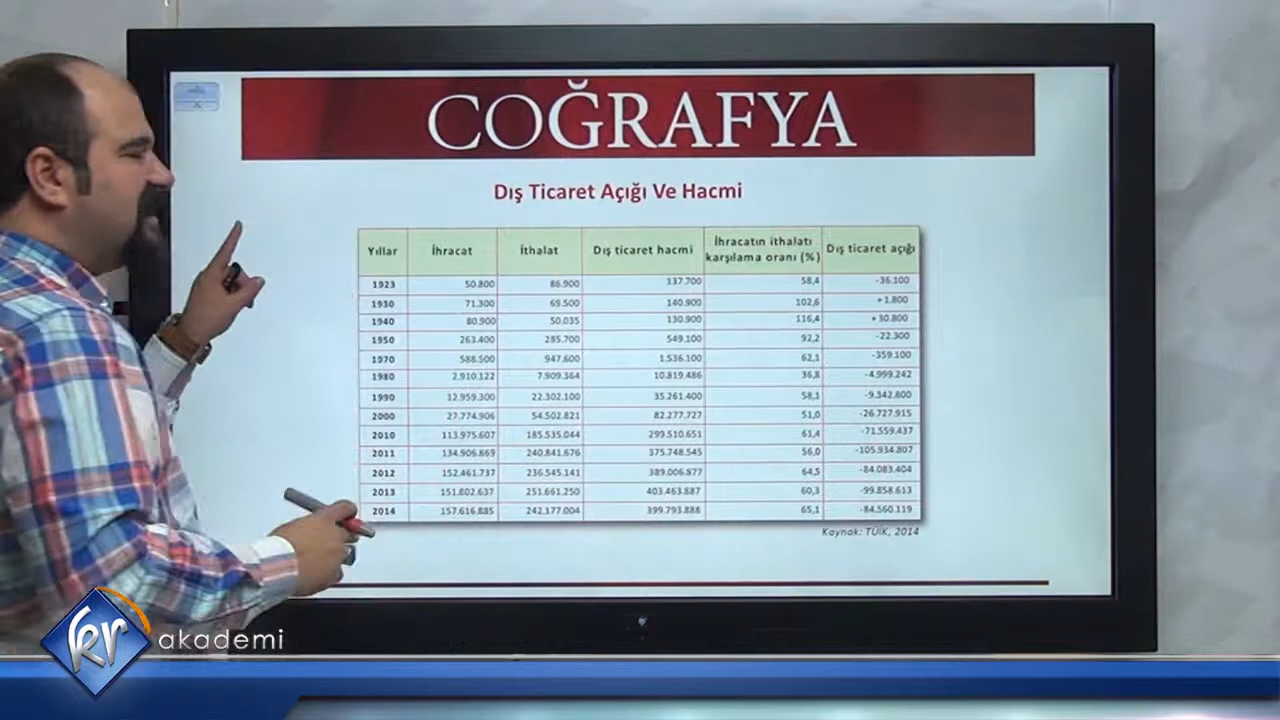 COĞRAFYA
Dış Ticaret Açığı Ve Hacmi
Yıllar İhracat İthalat Dış ticaret hacmi İhracatın ithalatı karşılama oranı (%) Dış ticaret açığı
1923 50.800 86.900 137.700 58,4 -36.100
1930 71.300 69.500 140.900 102,6 +1.800
1940 80.900 50.035 130.900 116,4 +30.800
1950 263.400 285.700 549.100 92,2 -22.300
1970 588.500 947.600 1.536.100 62,1 -359.100
1980 2.910.122 7.909.364 10.819.486 36,8 -4.999.242
1990 12.959.300 22.302.100 35.261.400 58,1 -9.342.800
2000 27.774.906 54.502.821 82.277.727 51,0 -26.727.915
2010 113.975.607 185.535.044 299.510.651 61,4 -71.559.437
2011 134.906.869 240.841.676 375.748.545 56,0 -105.934.807
2012 152.461.737 236.545.141 389.006.877 64,5 -84.083.404
2013 151.802.637 251.661.250 403.463.887 60,3 -99.858.613
2014 157.616.885 242.177.004 399.793.888 65,1 -84.560.119
Kaynak: TÜİK, 2014
kr akademi